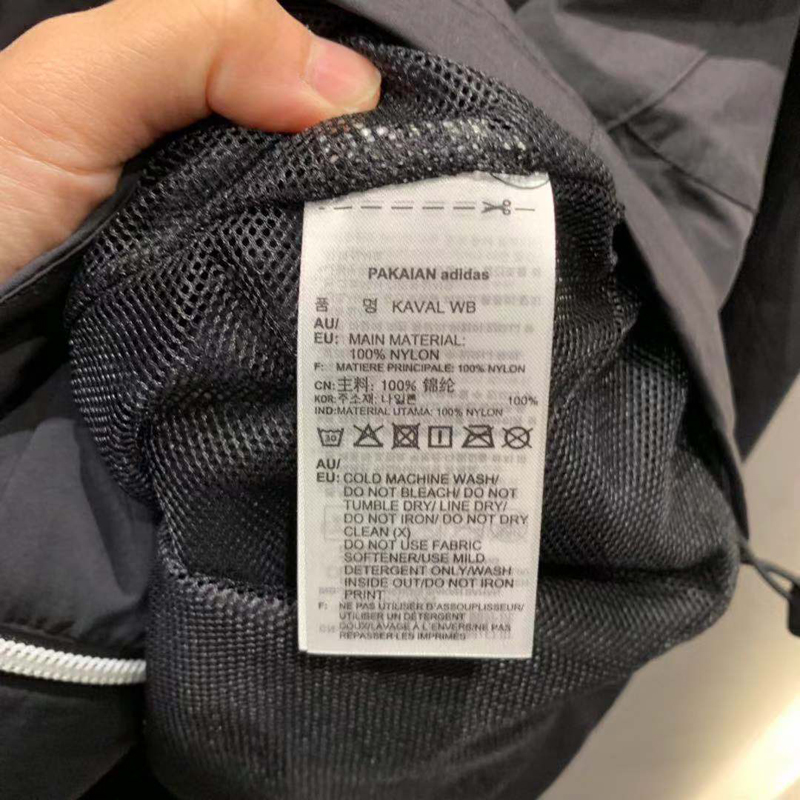 PAKAIAN adidas
품 명 KAVAL WB
AU/
EU: MAIN MATERIAL:
100% NYLON
F: MATIERE PRINCIPALE: 100% NYLON
CN: 主料: 100% 锦纶
KOR: 주소재: 나일론 100%
IND: MATERIAL UTAMA: 100% NYLON
30
AU/
EU: COLD MACHINE WASH/
DO NOT BLEACH/ DO NOT
TUMBLE DRY/ LINE DRY/
DO NOT IRON/ DO NOT DRY
CLEAN (X)
DO NOT USE FABRIC
SOFTENER/USE MILD
DETERGENT ONLY/WASH
INSIDE OUT/DO NOT IRON
PRINT
F: NE PAS UTILISER D'ASSOUPLISSEUR/
UTILISER UN DETERGENT
DOUX/LAVAGE À L'ENVERS/NE PAS
REPASSER LES IMPRIMES